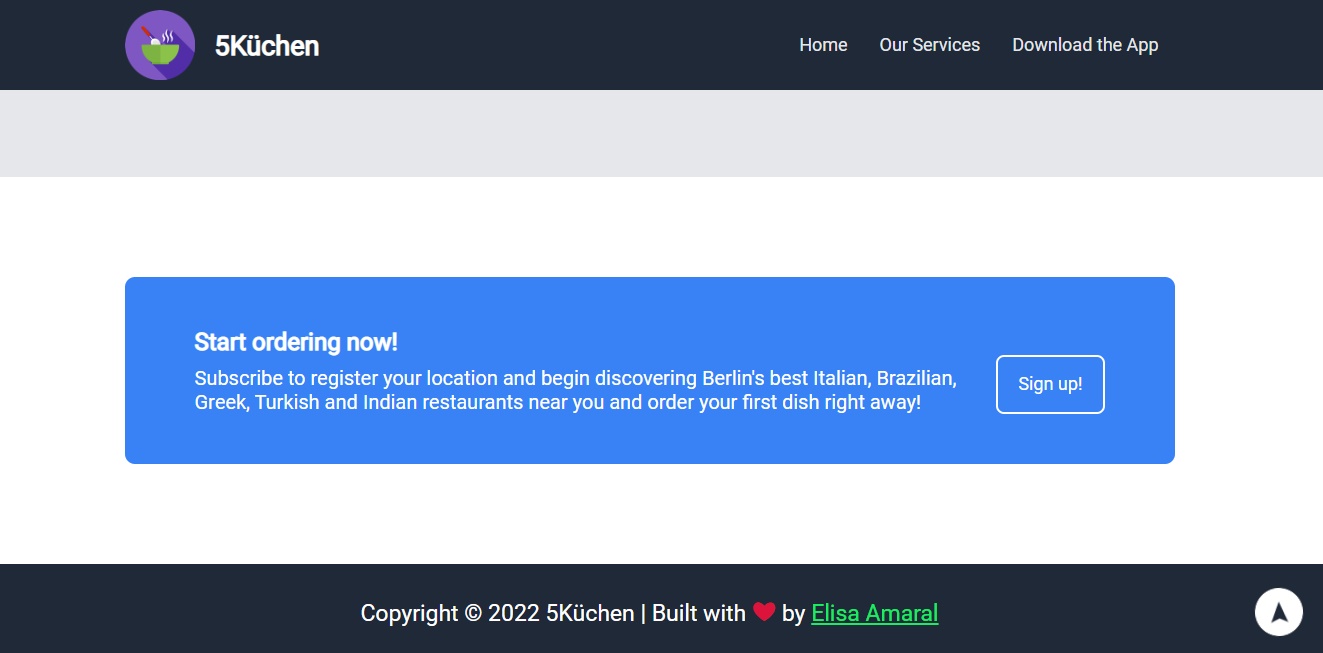 5Küchen
Home
Our Services
Download the App
Start ordering now!
Subscribe to register your location and begin discovering Berlin's best Italian, Brazilian,
Greek, Turkish and Indian restaurants near you and order your first dish right away!
Sign up!
Copyright © 2022 5Küchen | Built with ❤ by Elisa Amaral